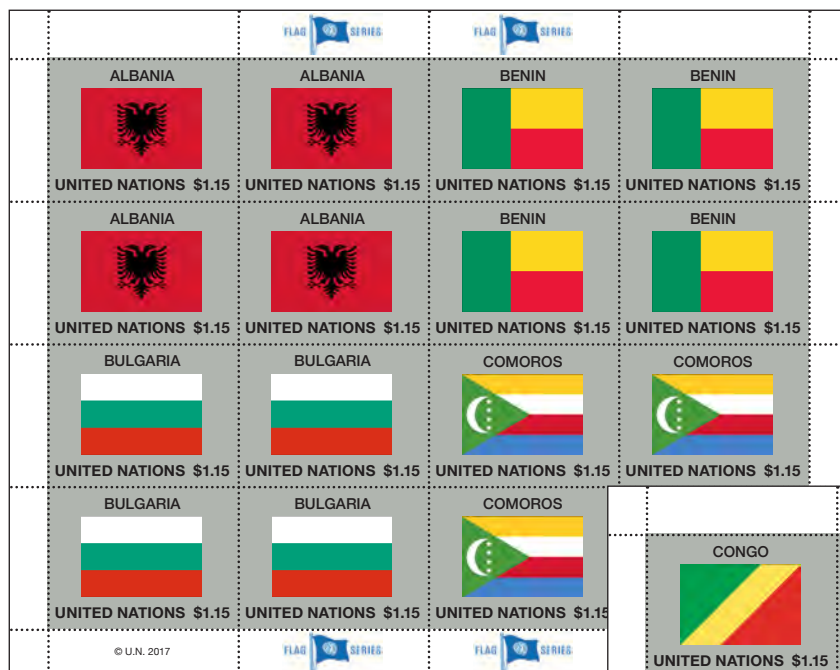 FLAG SERIES FLAG SERIES
ALBANIA ALBANIA BENIN BENIN
UNITED NATIONS $1.15 UNITED NATIONS $1.15 UNITED NATIONS $1.15 UNITED NATIONS $1.15
ALBANIA ALBANIA BENIN BENIN
UNITED NATIONS $1.15 UNITED NATIONS $1.15 UNITED NATIONS $1.15 UNITED NATIONS $1.15
BULGARIA BULGARIA COMOROS COMOROS
UNITED NATIONS $1.15 UNITED NATIONS $1.15 UNITED NATIONS $1.15 UNITED NATIONS $1.15
BULGARIA BULGARIA COMOROS
CONGO
UNITED NATIONS $1.15 UNITED NATIONS $1.15 UNITED NATIONS $1.15
© U.N. 2017 FLAG SERIES FLAG SERIES
UNITED NATIONS $1.15